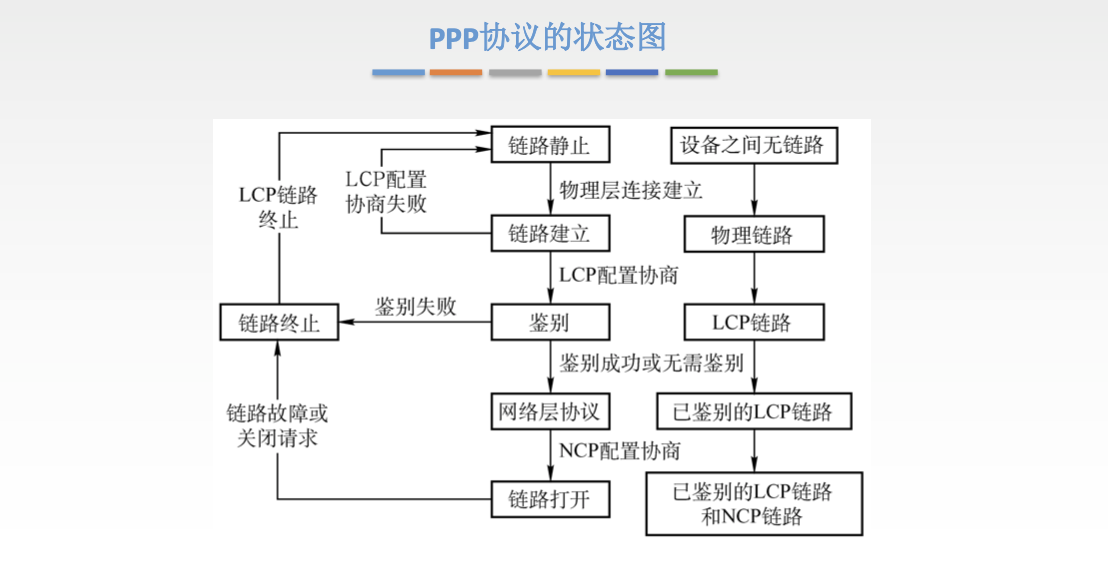 PPP协议的状态图
链路静止
设备之间无链路
LCP配置
协商失败
物理层连接建立
LCP链路
终止
链路建立
物理链路
LCP配置协商
鉴别失败
链路终止
鉴别
LCP链路
鉴别成功或无需鉴别
网络层协议
已鉴别的LCP链路
链路故障或
关闭请求
NCP配置协商
链路打开
已鉴别的LCP链路
和NCP链路